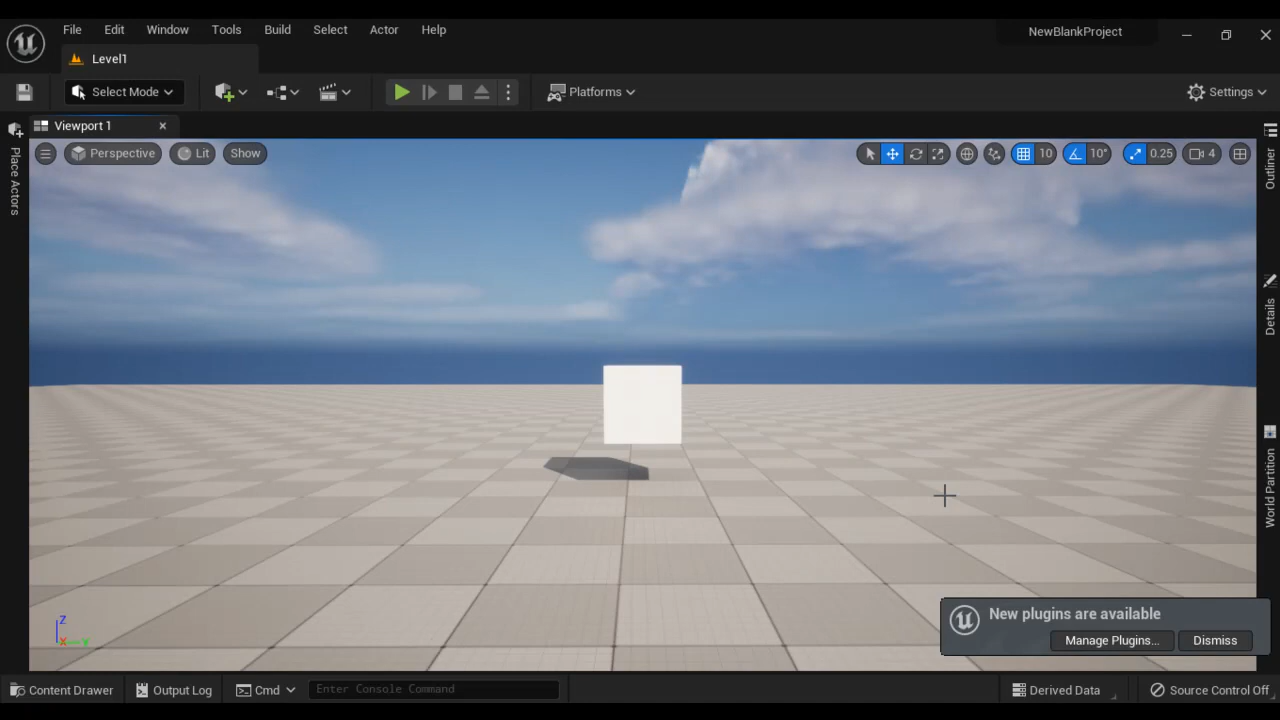 File Edit Window Tools Build Select Actor Help
NewBlankProject
Level1
Select Mode
Platforms
Settings
Viewport 1
Place Actors
Perspective
Lit
Show
10
10°
0.25
4
Outliner
Details
World Partition
Z
X
Y
New plugins are available
Manage Plugins...
Dismiss
Content Drawer
Output Log
Cmd
Enter Console Command
Derived Data
Source Control Off